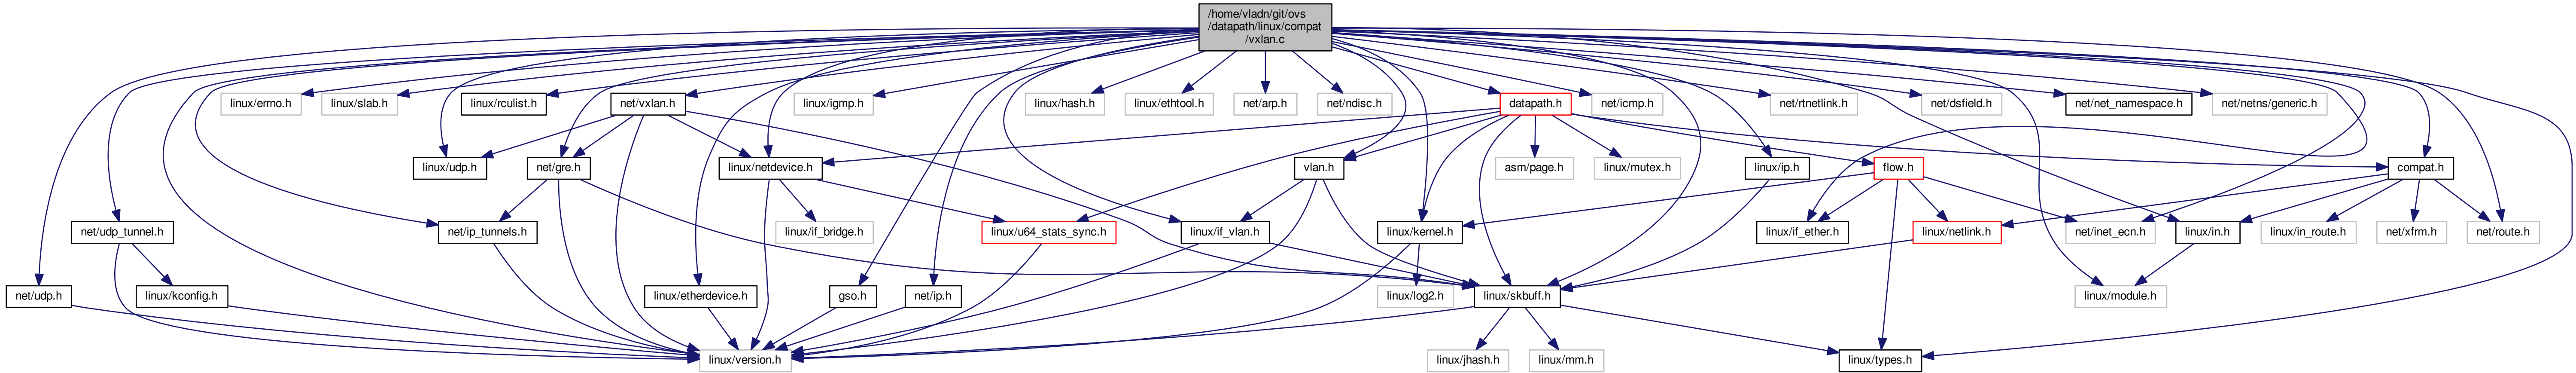 /home/vladn/git/ovs
/datapath/linux/compat
/vxlan.c
linux/errno.h
linux/slab.h
linux/rculist.h
net/vxlan.h
linux/igmp.h
linux/hash.h
linux/ethtool.h
net/arp.h
net/ndisc.h
datapath.h
net/icmp.h
net/rtnetlink.h
net/dsfield.h
net/net_namespace.h
net/netns/generic.h
linux/udp.h
net/gre.h
linux/netdevice.h
vlan.h
asm/page.h
linux/mutex.h
linux/ip.h
flow.h
compat.h
net/udp_tunnel.h
net/ip_tunnels.h
linux/if_bridge.h
linux/u64_stats_sync.h
linux/if_vlan.h
linux/kernel.h
linux/if_ether.h
linux/netlink.h
net/inet_ecn.h
linux/in.h
linux/in_route.h
net/xfrm.h
net/route.h
net/udp.h
linux/kconfig.h
linux/etherdevice.h
gso.h
net/ip.h
linux/log2.h
linux/skbuff.h
linux/module.h
linux/version.h
linux/jhash.h
linux/mm.h
linux/types.h